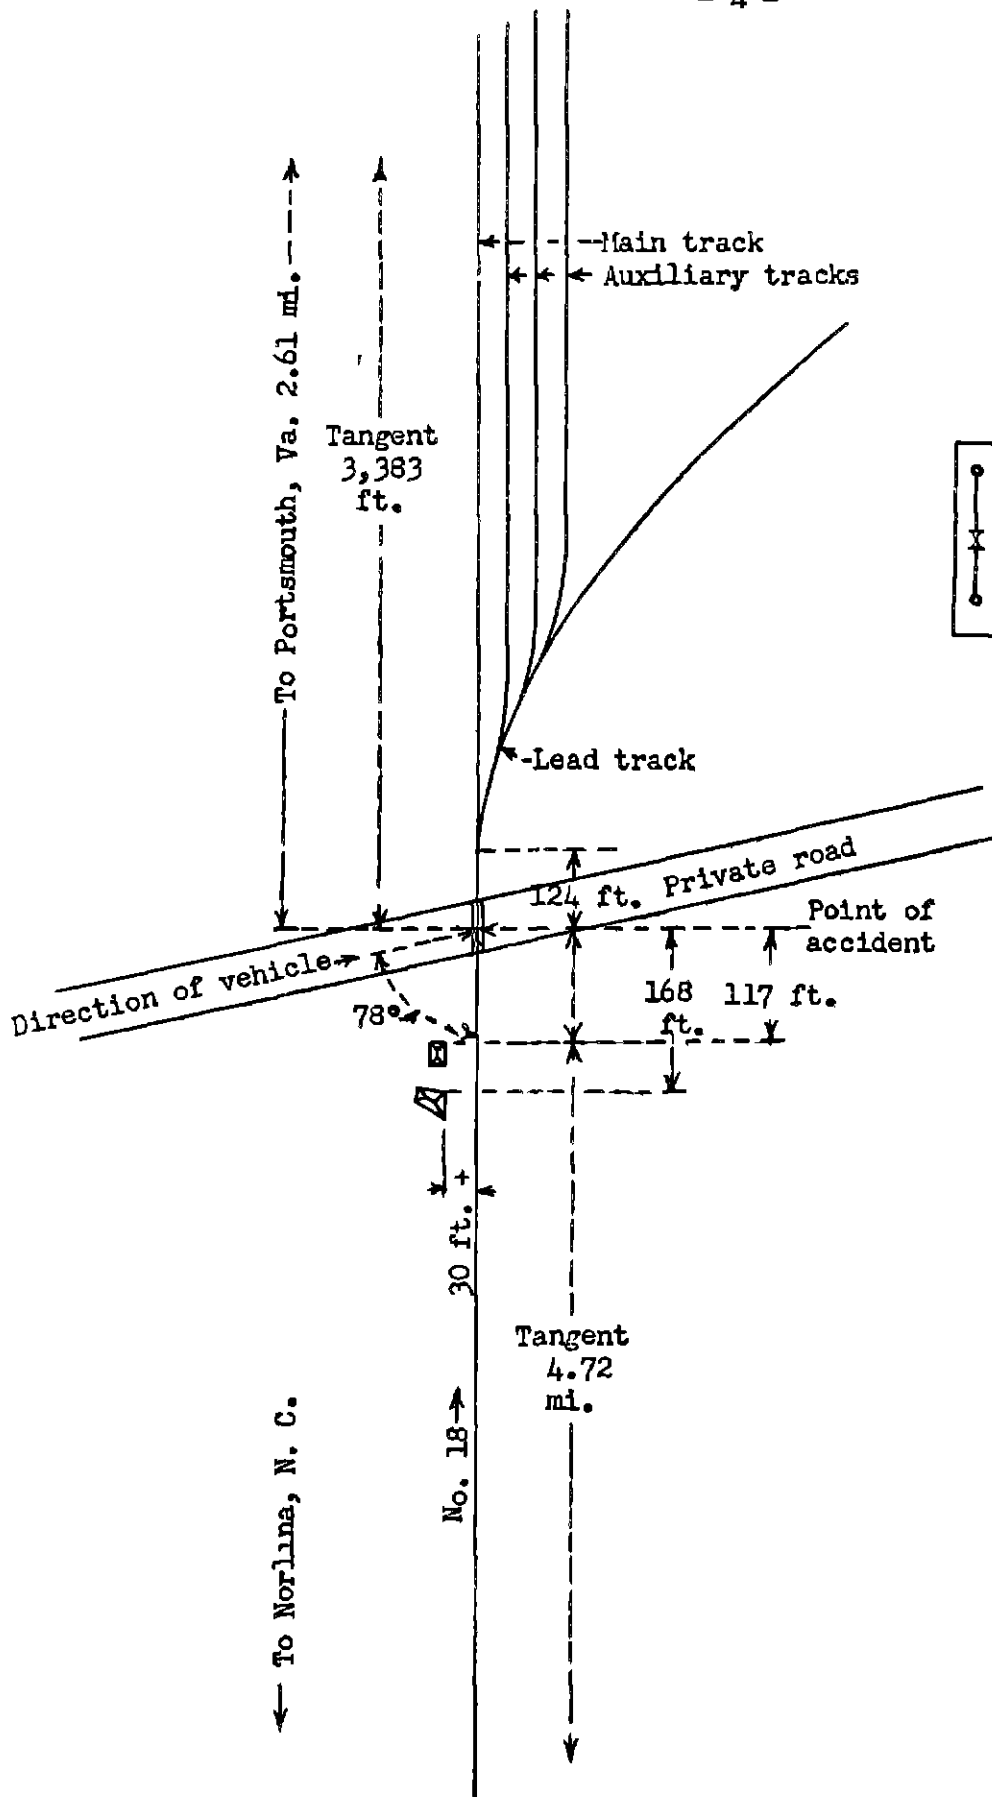 - 4 -
Main track
Auxiliary tracks
To Portsmouth, Va. 2.61 mi.
Tangent
3,383
ft.
Lead track
Private road
124 ft.
Point of
accident
Direction of vehicle
168
ft.
117 ft.
78°
30 ft. +
Tangent
4.72
mi.
No. 18
To Norlina, N. C.